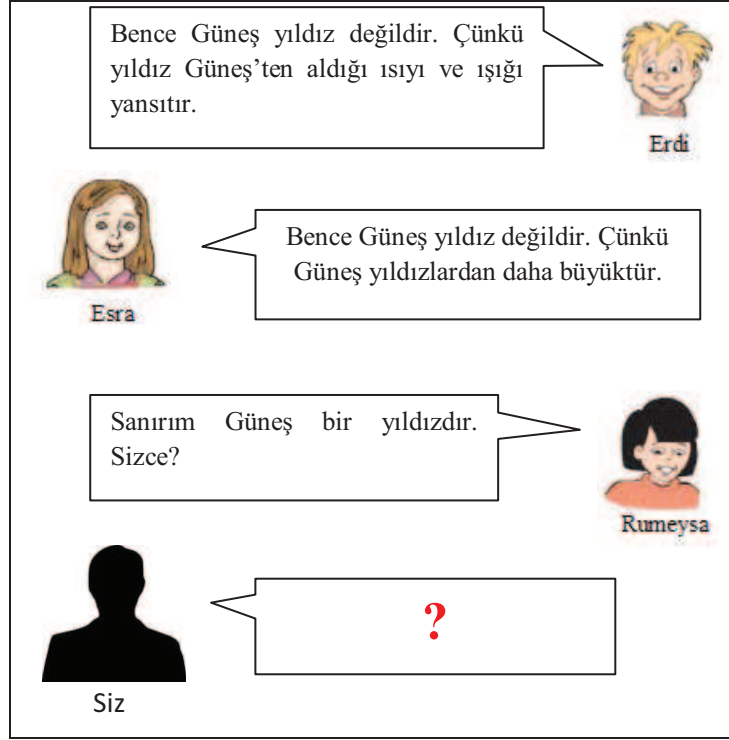 Bence Güneş yıldız değildir. Çünkü
yıldız Güneş’ten aldığı ısıyı ve ışığı
yansıtır.
Erdi
Bence Güneş yıldız değildir. Çünkü
Güneş yıldızlardan daha büyüktür.
Esra
Sanırım Güneş bir yıldızdır.
Sizce?
Rumeysa
?
Siz